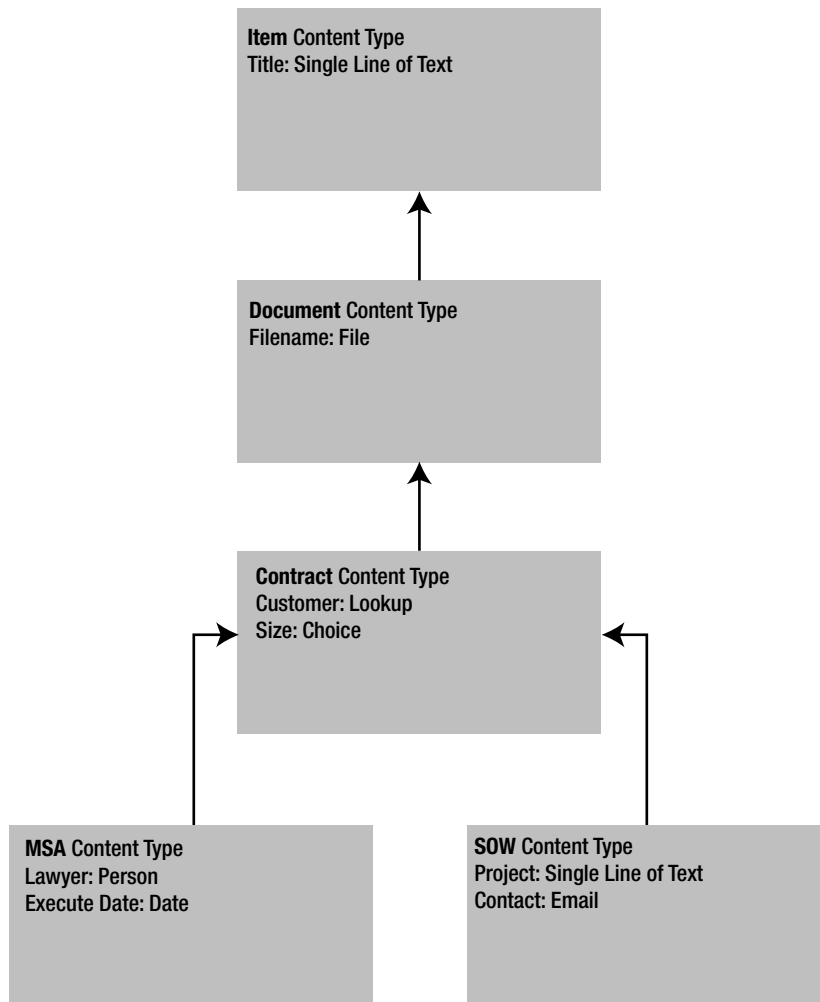 Item Content Type
Title: Single Line of Text
Document Content Type
Filename: File
Contract Content Type
Customer: Lookup
Size: Choice
MSA Content Type
Lawyer: Person
Execute Date: Date
SOW Content Type
Project: Single Line of Text
Contact: Email